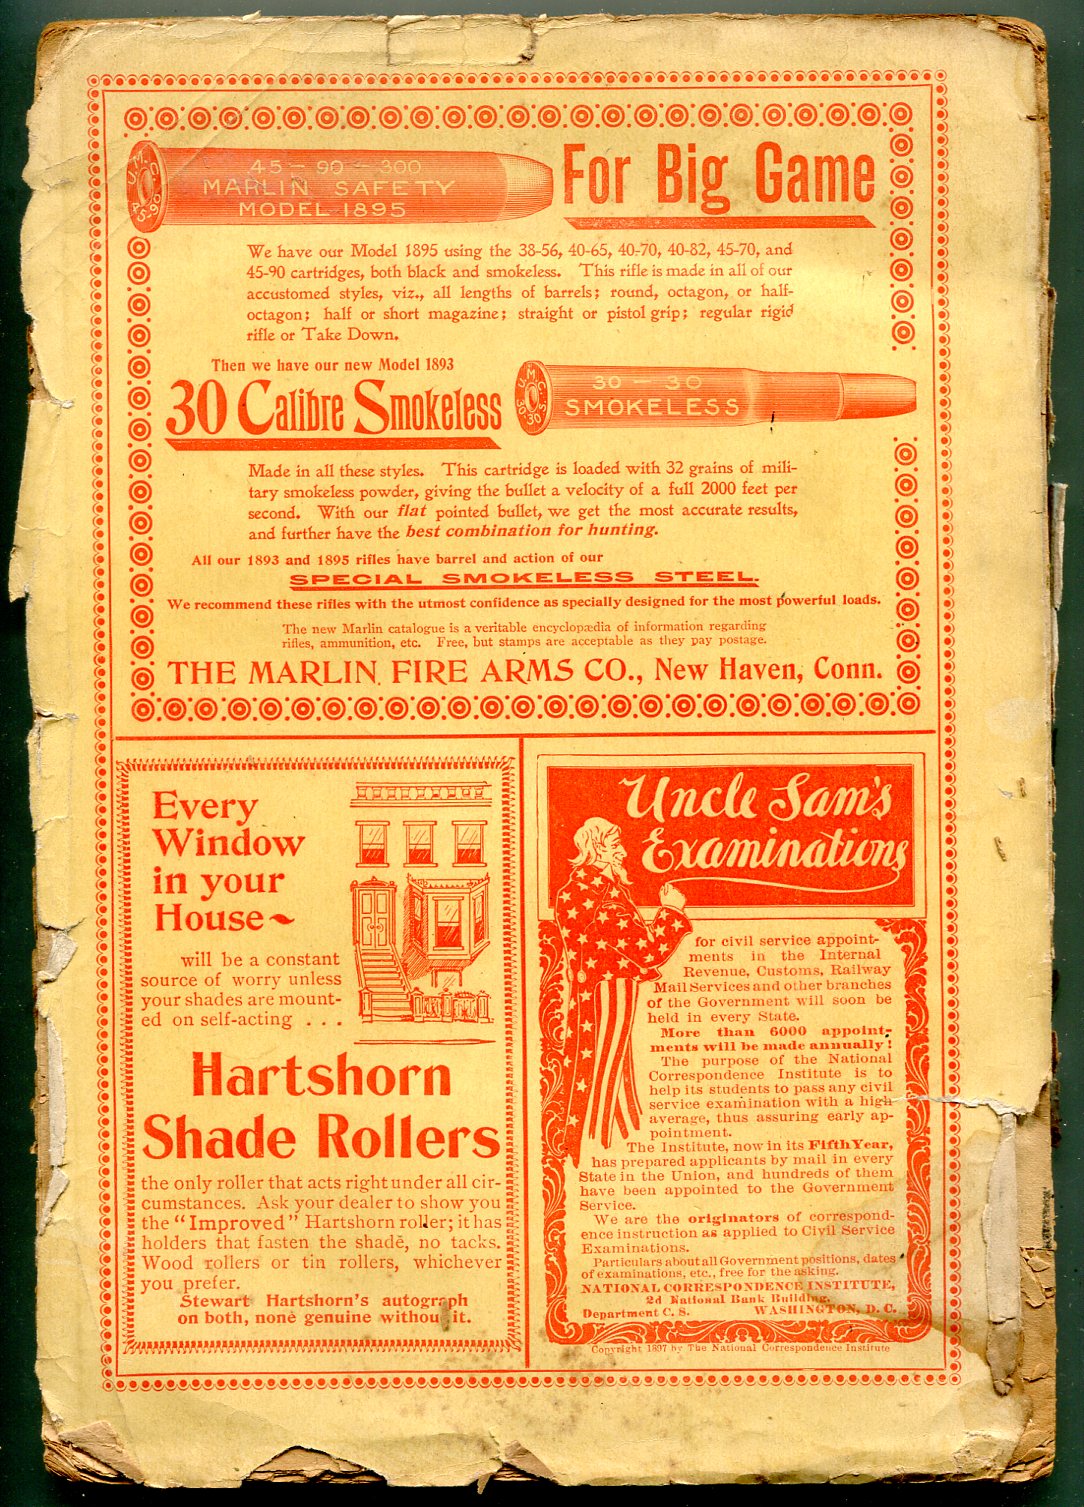 U.M.C.
45-90
45-90-300
MARLIN SAFETY
MODEL 1895
For Big Game
We have our Model 1895 using the 38-56, 40-65, 40-70, 40-82, 45-70, and
45-90 cartridges, both black and smokeless. This rifle is made in all of our
accustomed styles, viz., all lengths of barrels; round, octagon, or half-
octagon; half or short magazine; straight or pistol grip; regular rigid
rifle or Take Down.
Then we have our new Model 1893
30 Calibre Smokeless
U.M.C.
30-30 S.
30-30
SMOKELESS
Made in all these styles. This cartridge is loaded with 32 grains of mili-
tary smokeless powder, giving the bullet a velocity of a full 2000 feet per
second. With our flat pointed bullet, we get the most accurate results,
and further have the best combination for hunting.
All our 1893 and 1895 rifles have barrel and action of our
SPECIAL SMOKELESS STEEL.
We recommend these rifles with the utmost confidence as specially designed for the most powerful loads.
The new Marlin catalogue is a veritable encyclopædia of information regarding
rifles, ammunition, etc. Free, but stamps are acceptable as they pay postage.
THE MARLIN FIRE ARMS CO., New Haven, Conn.
Every
Window
in your
House~
will be a constant
source of worry unless
your shades are mount-
ed on self-acting . . .
Hartshorn
Shade Rollers
the only roller that acts right under all cir-
cumstances. Ask your dealer to show you
the "Improved" Hartshorn roller; it has
holders that fasten the shade, no tacks.
Wood rollers or tin rollers, whichever
you prefer.
Stewart Hartshorn's autograph
on both, none genuine without it.
Uncle Sam's
Examinations
for civil service appoint-
ments in the Internal
Revenue, Customs, Railway
Mail Services and other branches
of the Government will soon be
held in every State.
More than 6000 appoint-
ments will be made annually!
The purpose of the National
Correspondence Institute is to
help its students to pass any civil
service examination with a high
average, thus assuring early ap-
pointment.
The Institute, now in its Fifth Year,
has prepared applicants by mail in every
State in the Union, and hundreds of them
have been appointed to the Government
Service.
We are the originators of correspond-
ence instruction as applied to Civil Service
Examinations.
Particulars about all Government positions, dates
of examinations, etc., free for the asking.
NATIONAL CORRESPONDENCE INSTITUTE,
2d National Bank Building,
Department C. S. WASHINGTON, D. C.
Copyright 1897 by The National Correspondence Institute